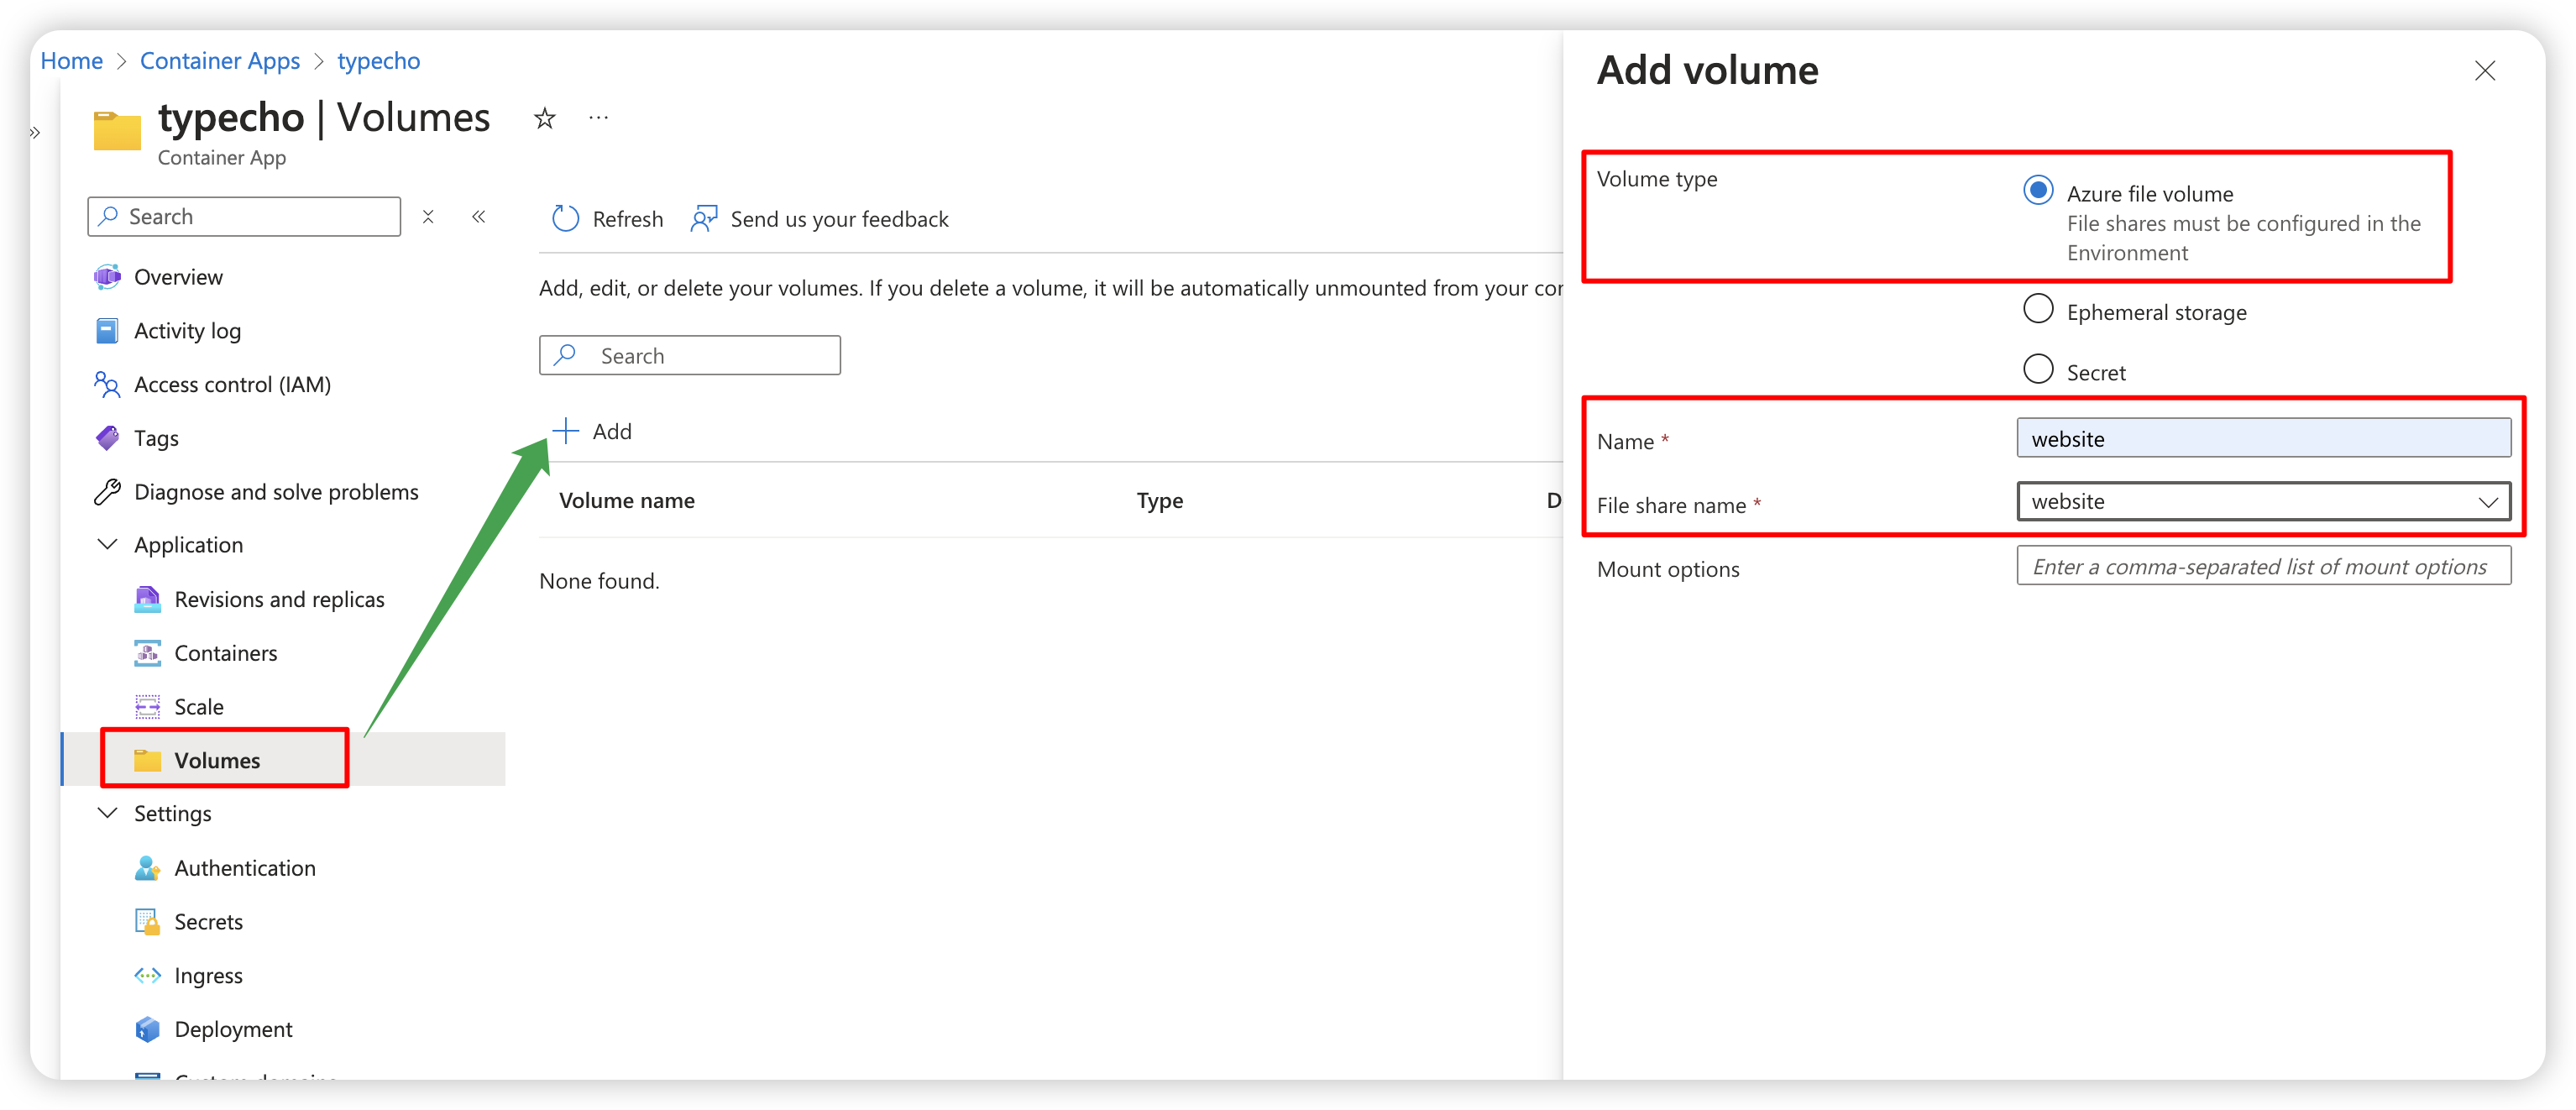 Home > Container Apps > typecho
typecho | Volumes
Container App
Search
Overview
Activity log
Access control (IAM)
Tags
Diagnose and solve problems
Application
Revisions and replicas
Containers
Scale
Volumes
Settings
Authentication
Secrets
Ingress
Deployment
Refresh
Send us your feedback
Add, edit, or delete your volumes. If you delete a volume, it will be automatically unmounted from your
Search
Add
Volume name Type D
None found.
Add volume
Volume type
Azure file volume
File shares must be configured in the
Environment
Ephemeral storage
Secret
Name * website
File share name * website
Mount options Enter a comma-separated list of mount options